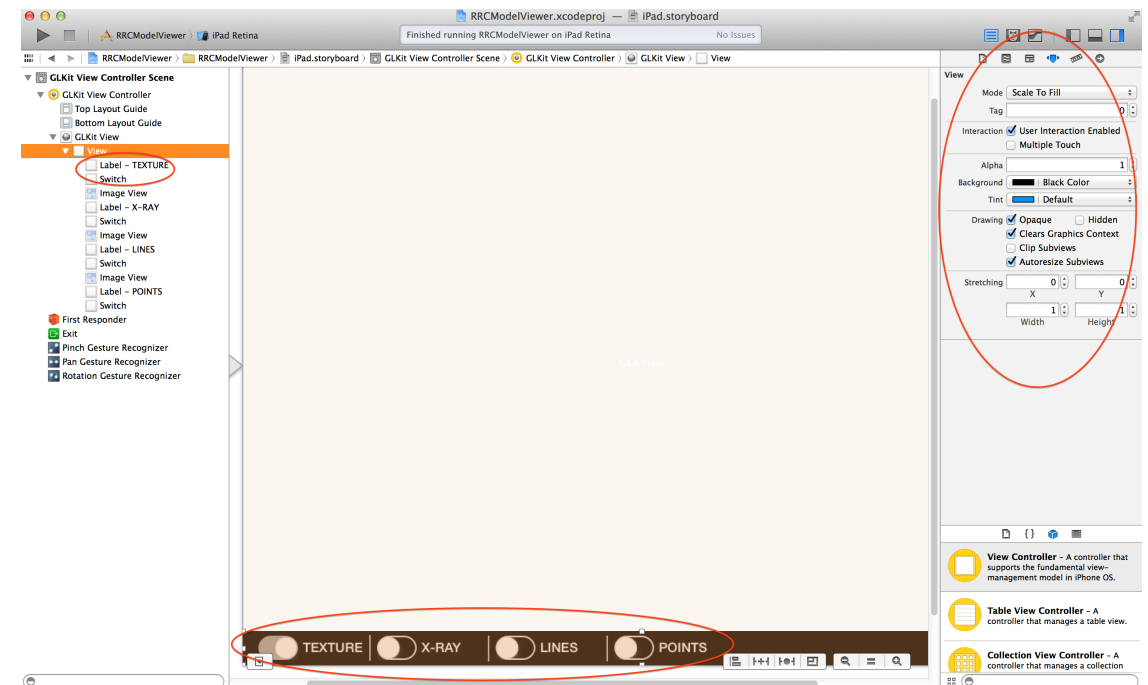 RRCModelViewer.xcodeproj — iPad.storyboard
RRCModelViewer 〉 iPad Retina
Finished running RRCModelViewer on iPad Retina
No Issues
RRCModelViewer 〉 RRCModelViewer 〉 iPad.storyboard 〉 GLKit View Controller Scene 〉 GLKit View Controller 〉 GLKit View 〉 View
GLKit View Controller Scene
GLKit View Controller
Top Layout Guide
Bottom Layout Guide
GLKit View
View
Label – TEXTURE
Switch
Image View
Label – X-RAY
Switch
Image View
Label – LINES
Switch
Image View
Label – POINTS
Switch
First Responder
Exit
Pinch Gesture Recognizer
Pan Gesture Recognizer
Rotation Gesture Recognizer
TEXTURE X-RAY LINES POINTS
View
Mode Scale To Fill
Tag 0
Interaction User Interaction Enabled
Multiple Touch
Alpha 1
Background Black Color
Tint Default
Drawing Opaque Hidden
Clears Graphics Context
Clip Subviews
Autoresize Subviews
Stretching 0 0
X Y
1 1
Width Height
View Controller – A controller that
supports the fundamental view-
management model in iPhone OS.
Table View Controller – A
controller that manages a table view.
Collection View Controller – A
controller that manages a collection